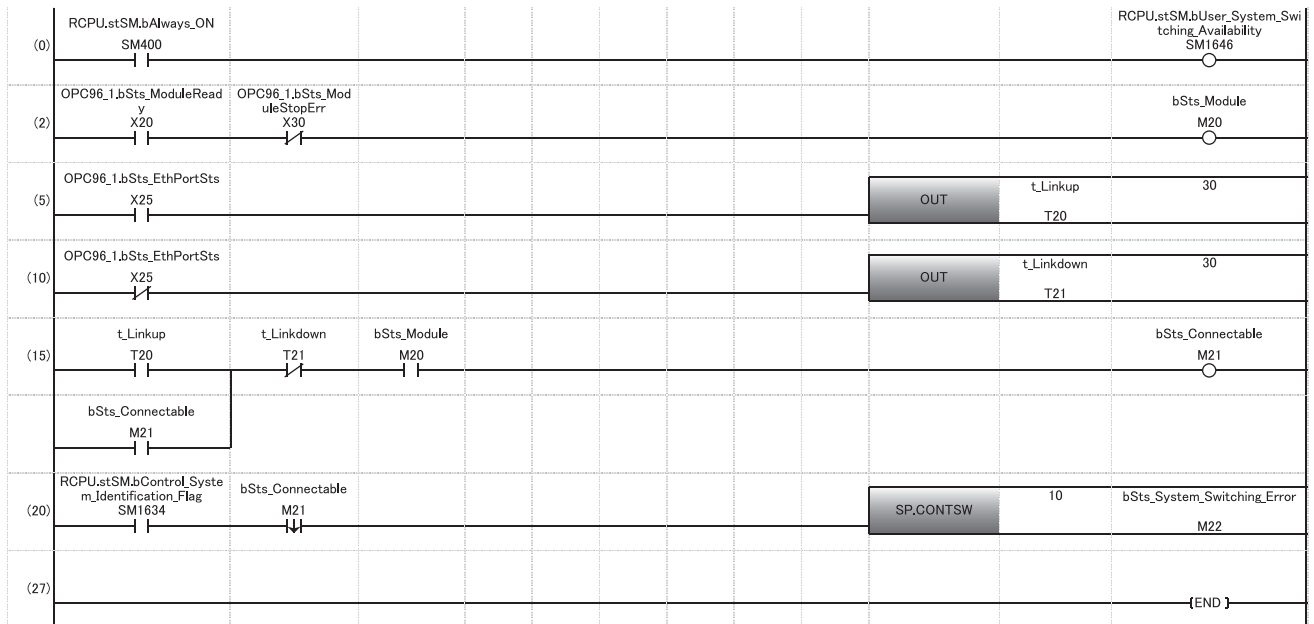 RCPU.stSM.bAlways_ON
RCPU.stSM.bUser_System_Swi
tching_Availability
(0)
SM400
SM1646
OPC96_1.bSts_ModuleRead
y
OPC96_1.bSts_Mod
uleStopErr
bSts_Module
(2)
X20
X30
M20
OPC96_1.bSts_EthPortSts
(5)
X25
OUT
t_Linkup
T20
30
OPC96_1.bSts_EthPortSts
(10)
X25
OUT
t_Linkdown
T21
30
t_Linkup
t_Linkdown
bSts_Module
bSts_Connectable
(15)
T20
T21
M20
M21
bSts_Connectable
M21
RCPU.stSM.bControl_Syste
m_Identification_Flag
bSts_Connectable
(20)
SM1634
M21
SP.CONTSW
10
bSts_System_Switching_Error
M22
(27)
[END]